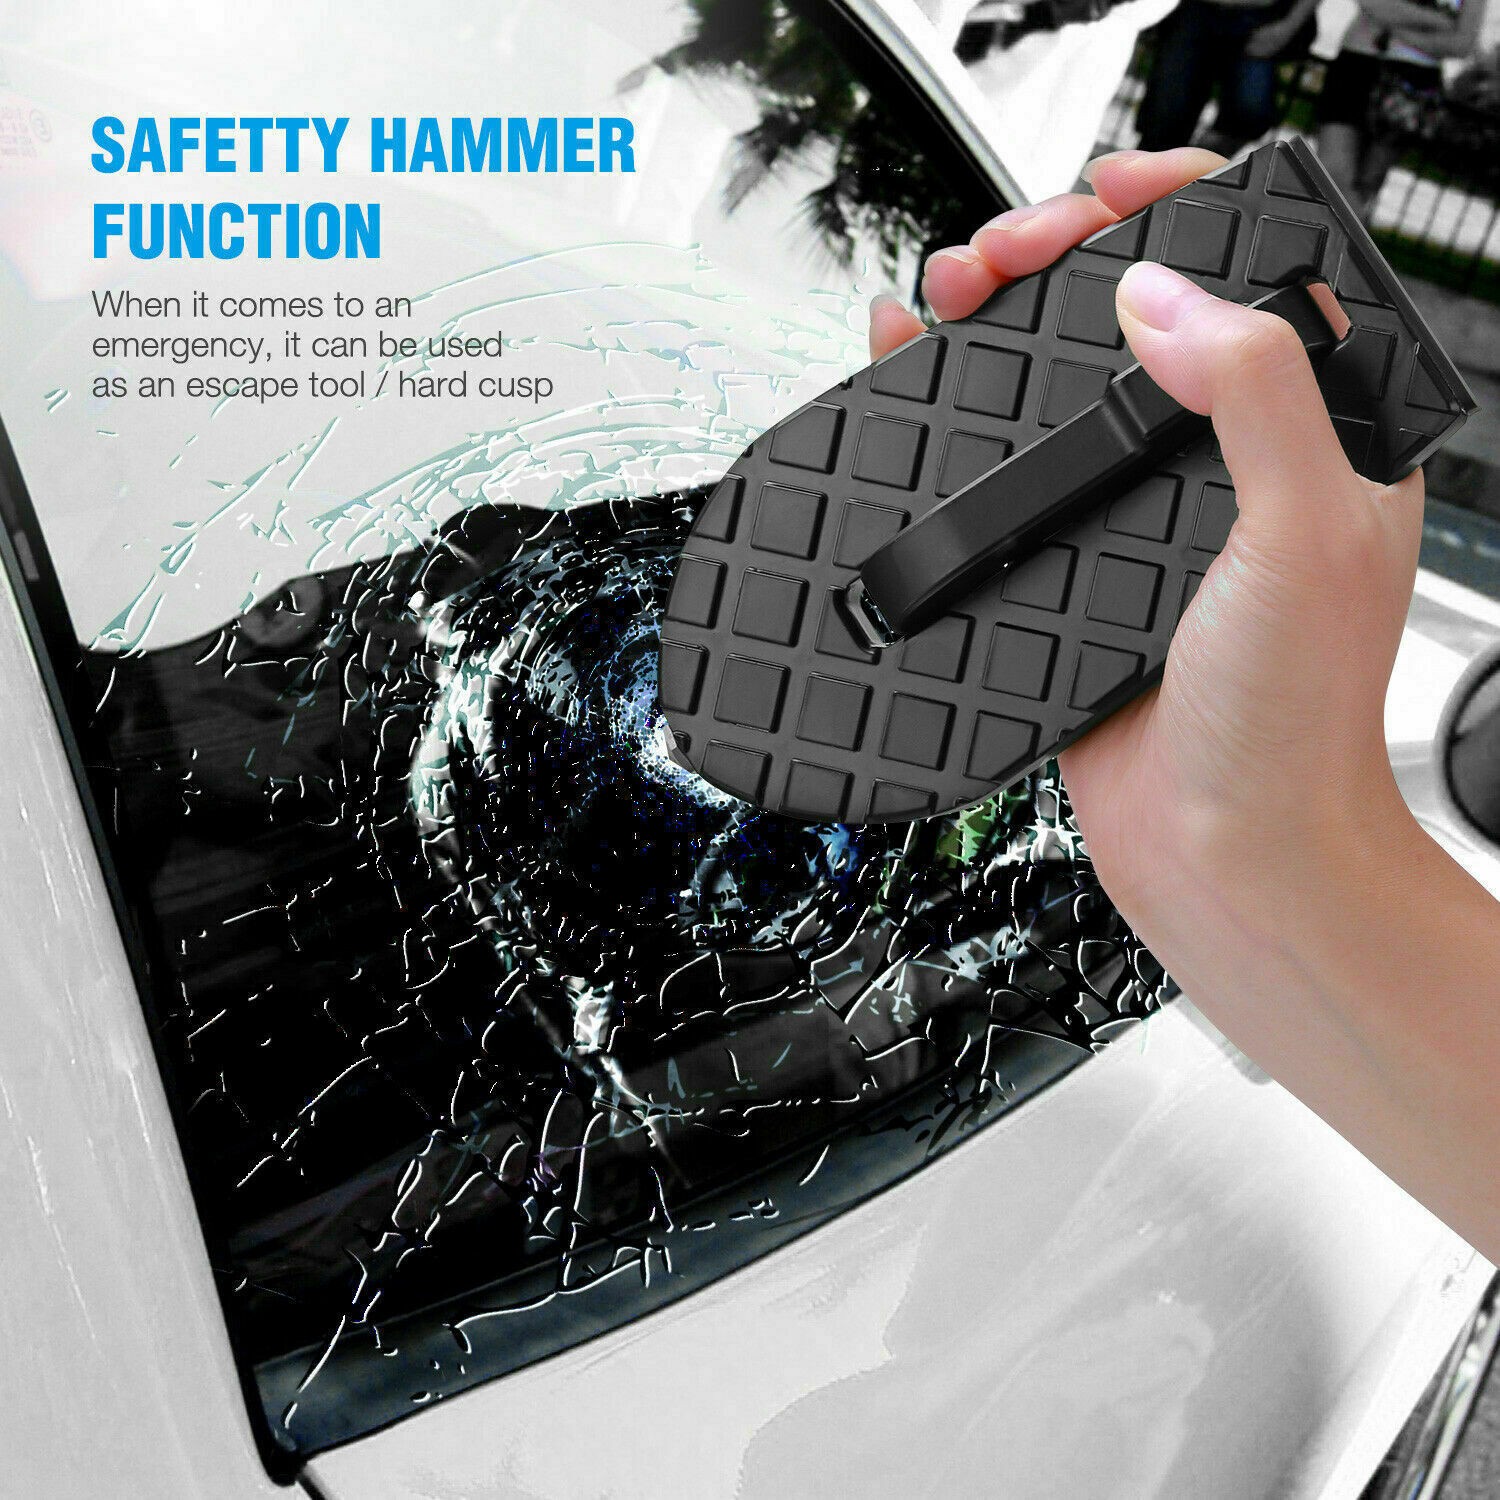 SAFETTY HAMMER
FUNCTION
When it comes to an
emergency, it can be used
as an escape tool / hard cusp